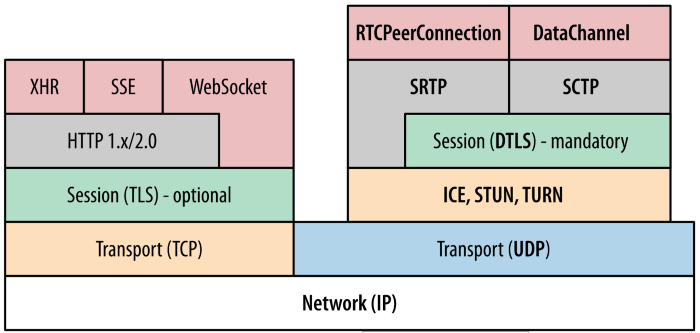 RTCPeerConnection
DataChannel
XHR
SSE
WebSocket
SRTP
SCTP
HTTP 1.x/2.0
Session (DTLS) - mandatory
Session (TLS) - optional
ICE, STUN, TURN
Transport (TCP)
Transport (UDP)
Network (IP)